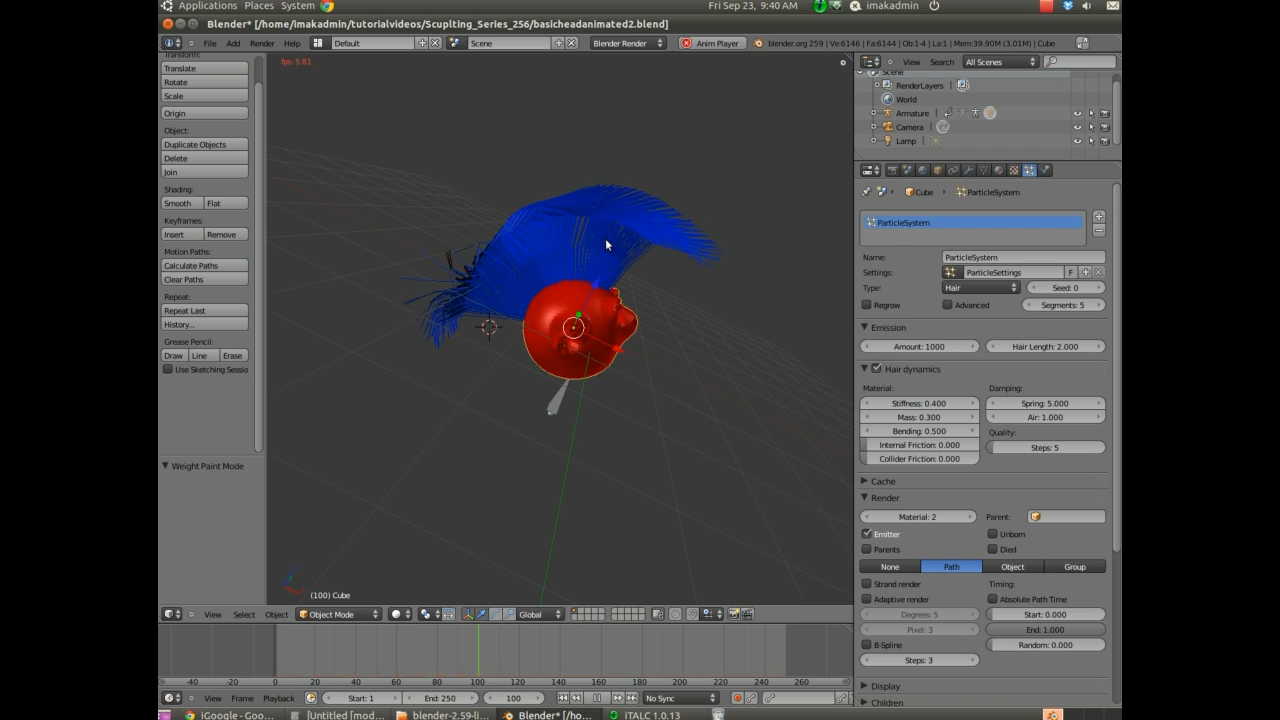 Applications Places System Fri Sep 23, 9:40 AM imakadmin
Blender* [/home/imakadmin/tutorialvideos/Scuplting_Series_256/basicheadanimated2.blend]
File Add Render Help Default Scene Blender Render Anim Player blender.org 259 | Ve:6146 | Fa:6144 | Ob:1-4 | La:1 | Mem:39.90M (3.01M) | Cube
Transform:
Translate
Rotate
Scale
Origin
Object:
Duplicate Objects
Delete
Join
Shading:
Smooth Flat
Keyframes:
Insert Remove
Motion Paths:
Calculate Paths
Clear Paths
Repeat:
Repeat Last
History...
Grease Pencil:
Draw Line Erase
Use Sketching Sessio
Weight Paint Mode
fps: 5.81
(100) Cube
View Select Object Object Mode Global
-40 -20 0 20 40 60 80 100 120 140 160 180 200 220 240 260
View Frame Playback Start: 1 End: 250 100 No Sync
View Search All Scenes
Scene
RenderLayers
World
Armature
Camera
Lamp
Cube ParticleSystem
ParticleSystem
Name: ParticleSystem
Settings: ParticleSettings F
Type: Hair Seed: 0
Regrow Advanced Segments: 5
Emission
Amount: 1000 Hair Length: 2.000
Hair dynamics
Material: Damping:
Stiffness: 0.400 Spring: 5.000
Mass: 0.300 Air: 1.000
Bending: 0.500 Quality:
Internal Friction: 0.000 Steps: 5
Collider Friction: 0.000
Cache
Render
Material: 2 Parent:
Emitter Unborn
Parents Died
None Path Object Group
Strand render Timing:
Adaptive render Absolute Path Time
Degrees: 5 Start: 0.000
Pixel: 3 End: 1.000
B-Spline Random: 0.000
Steps: 3
Display
Children
iGoogle - Goo... [Untitled [mod... blender-2.59-li... Blender* [/ho... iTALC 1.0.13